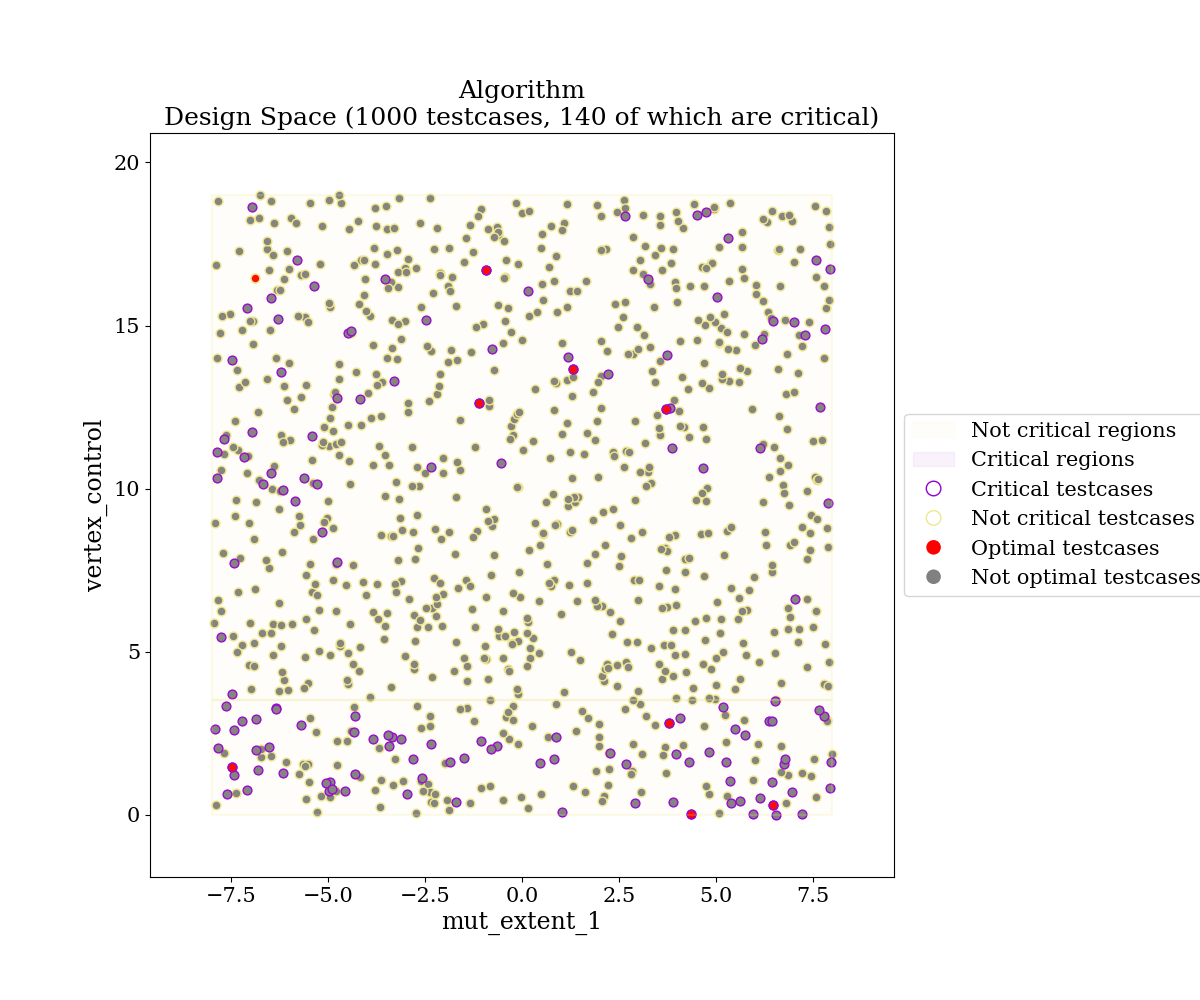 Algorithm
Design Space (1000 testcases, 140 of which are critical)
20
15
10
5
0
vertex_control
−7.5
−5.0
−2.5
0.0
2.5
5.0
7.5
mut_extent_1
Not critical regions
Critical regions
Critical testcases
Not critical testcases
Optimal testcases
Not optimal testcases